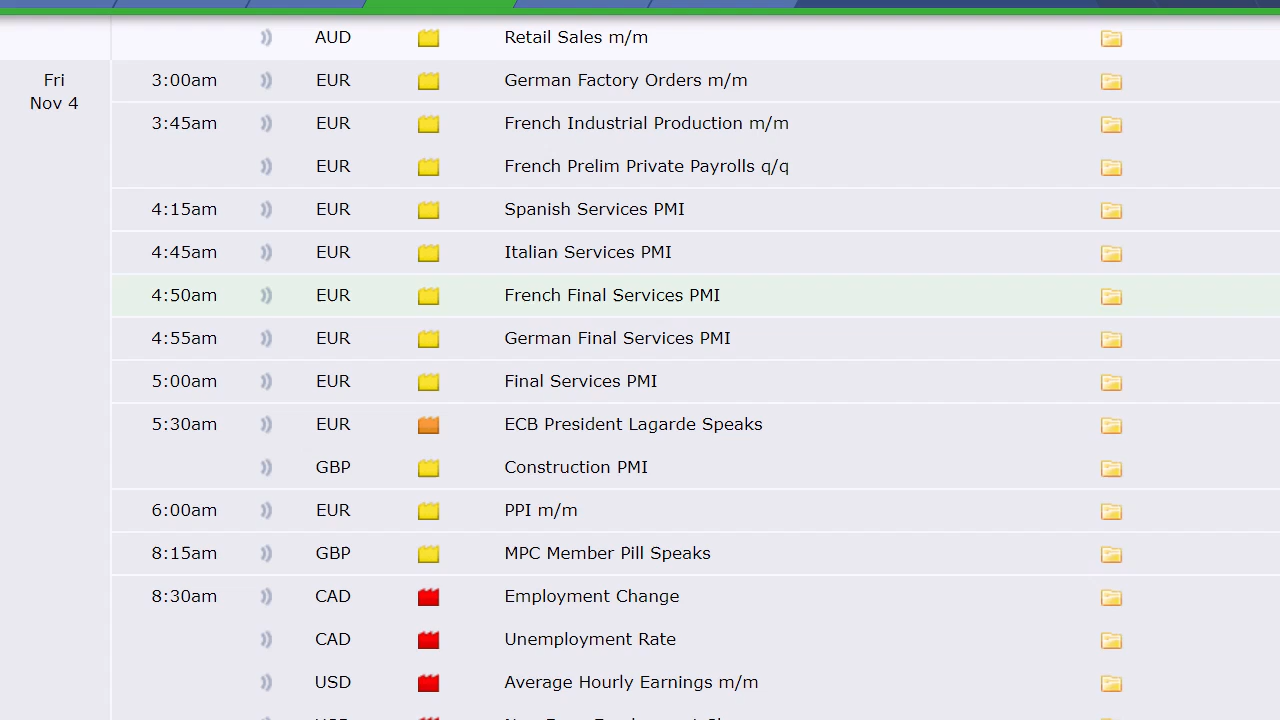 AUD Retail Sales m/m
Fri 3:00am EUR German Factory Orders m/m
Nov 4
3:45am EUR French Industrial Production m/m
EUR French Prelim Private Payrolls q/q
4:15am EUR Spanish Services PMI
4:45am EUR Italian Services PMI
4:50am EUR French Final Services PMI
4:55am EUR German Final Services PMI
5:00am EUR Final Services PMI
5:30am EUR ECB President Lagarde Speaks
GBP Construction PMI
6:00am EUR PPI m/m
8:15am GBP MPC Member Pill Speaks
8:30am CAD Employment Change
CAD Unemployment Rate
USD Average Hourly Earnings m/m